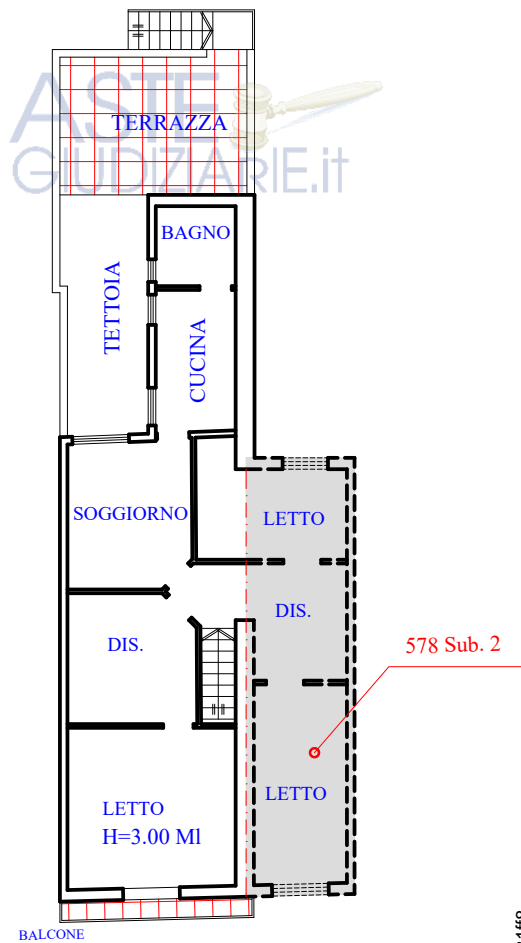 ASTE
GIUDIZIARIE.it
TERRAZZA
BAGNO
TETTOIA
CUCINA
SOGGIORNO
LETTO
DIS.
DIS.
578 Sub. 2
LETTO
LETTO
H=3.00 Ml
BALCONE